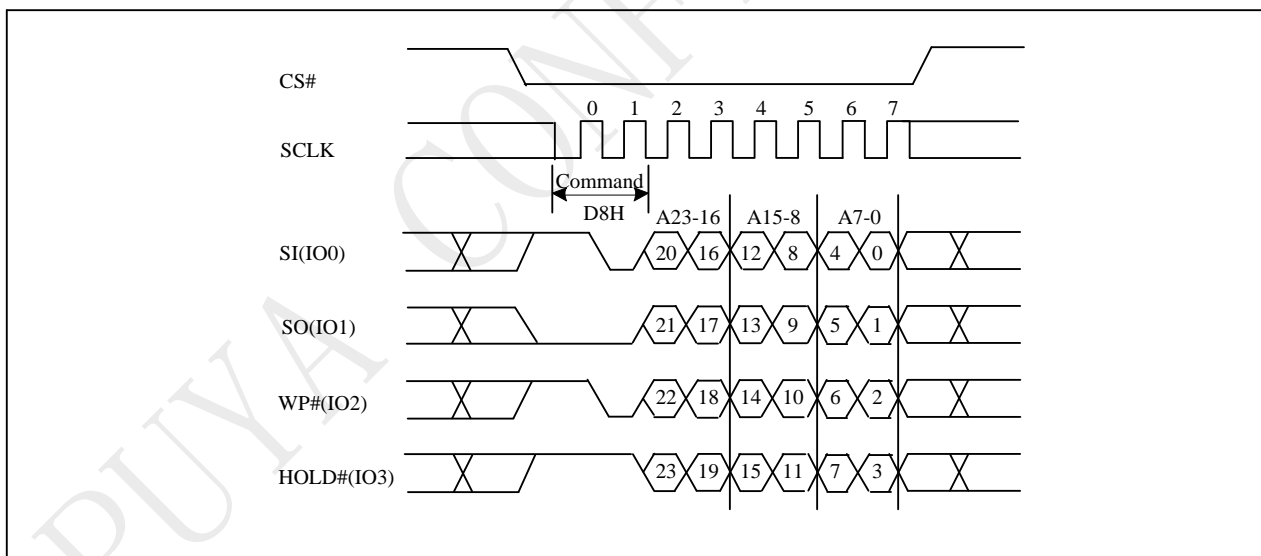 PUYA CONF
CS#
0 1 2 3 4 5 6 7
SCLK
Command
D8H
A23-16 A15-8 A7-0
SI(IO0) 20 16 12 8 4 0
SO(IO1) 21 17 13 9 5 1
WP#(IO2) 22 18 14 10 6 2
HOLD#(IO3) 23 19 15 11 7 3